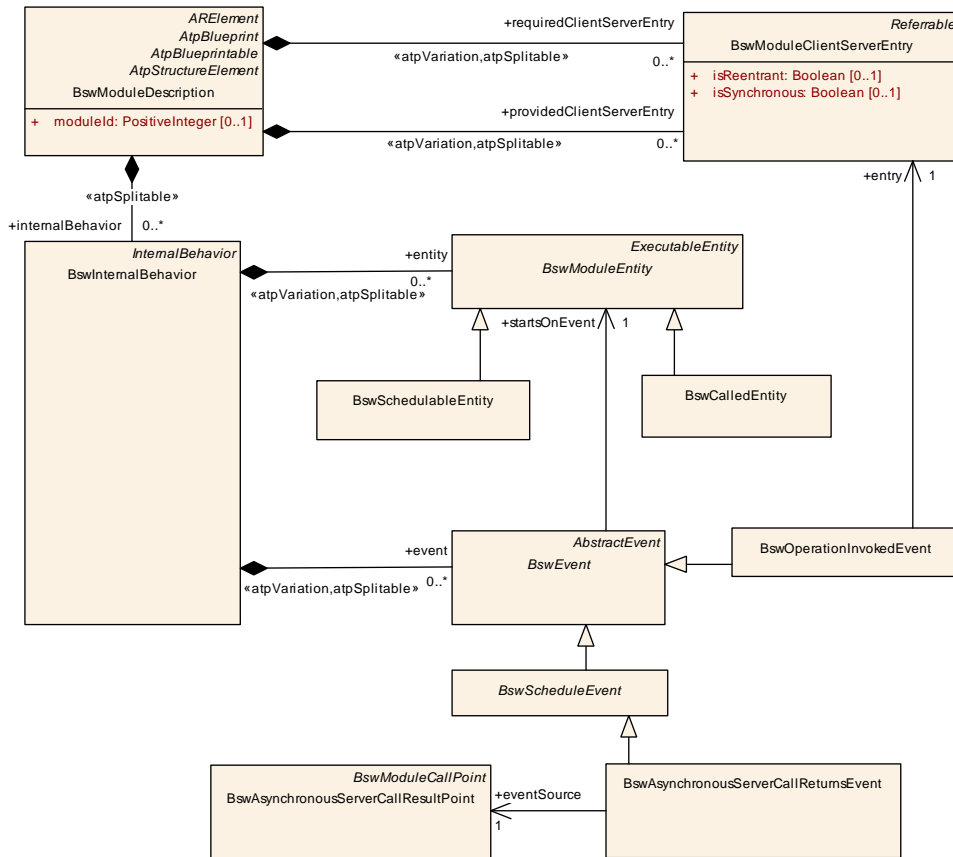 ARElement
AtpBlueprint
AtpBlueprintable
AtpStructureElement
BswModuleDescription
+ moduleId: PositiveInteger [0..1]
+requiredClientServerEntry
«atpVariation,atpSplitable»
0..*
Referrable
BswModuleClientServerEntry
+ isReentrant: Boolean [0..1]
+ isSynchronous: Boolean [0..1]
+providedClientServerEntry
«atpVariation,atpSplitable»
0..*
«atpSplitable»
+internalBehavior
0..*
+entry
1
InternalBehavior
BswInternalBehavior
+entity
0..*
«atpVariation,atpSplitable»
ExecutableEntity
BswModuleEntity
+startsOnEvent
1
BswSchedulableEntity
BswCalledEntity
+event
0..*
«atpVariation,atpSplitable»
AbstractEvent
BswEvent
BswOperationInvokedEvent
BswScheduleEvent
BswModuleCallPoint
BswAsynchronousServerCallResultPoint
+eventSource
1
BswAsynchronousServerCallReturnsEvent